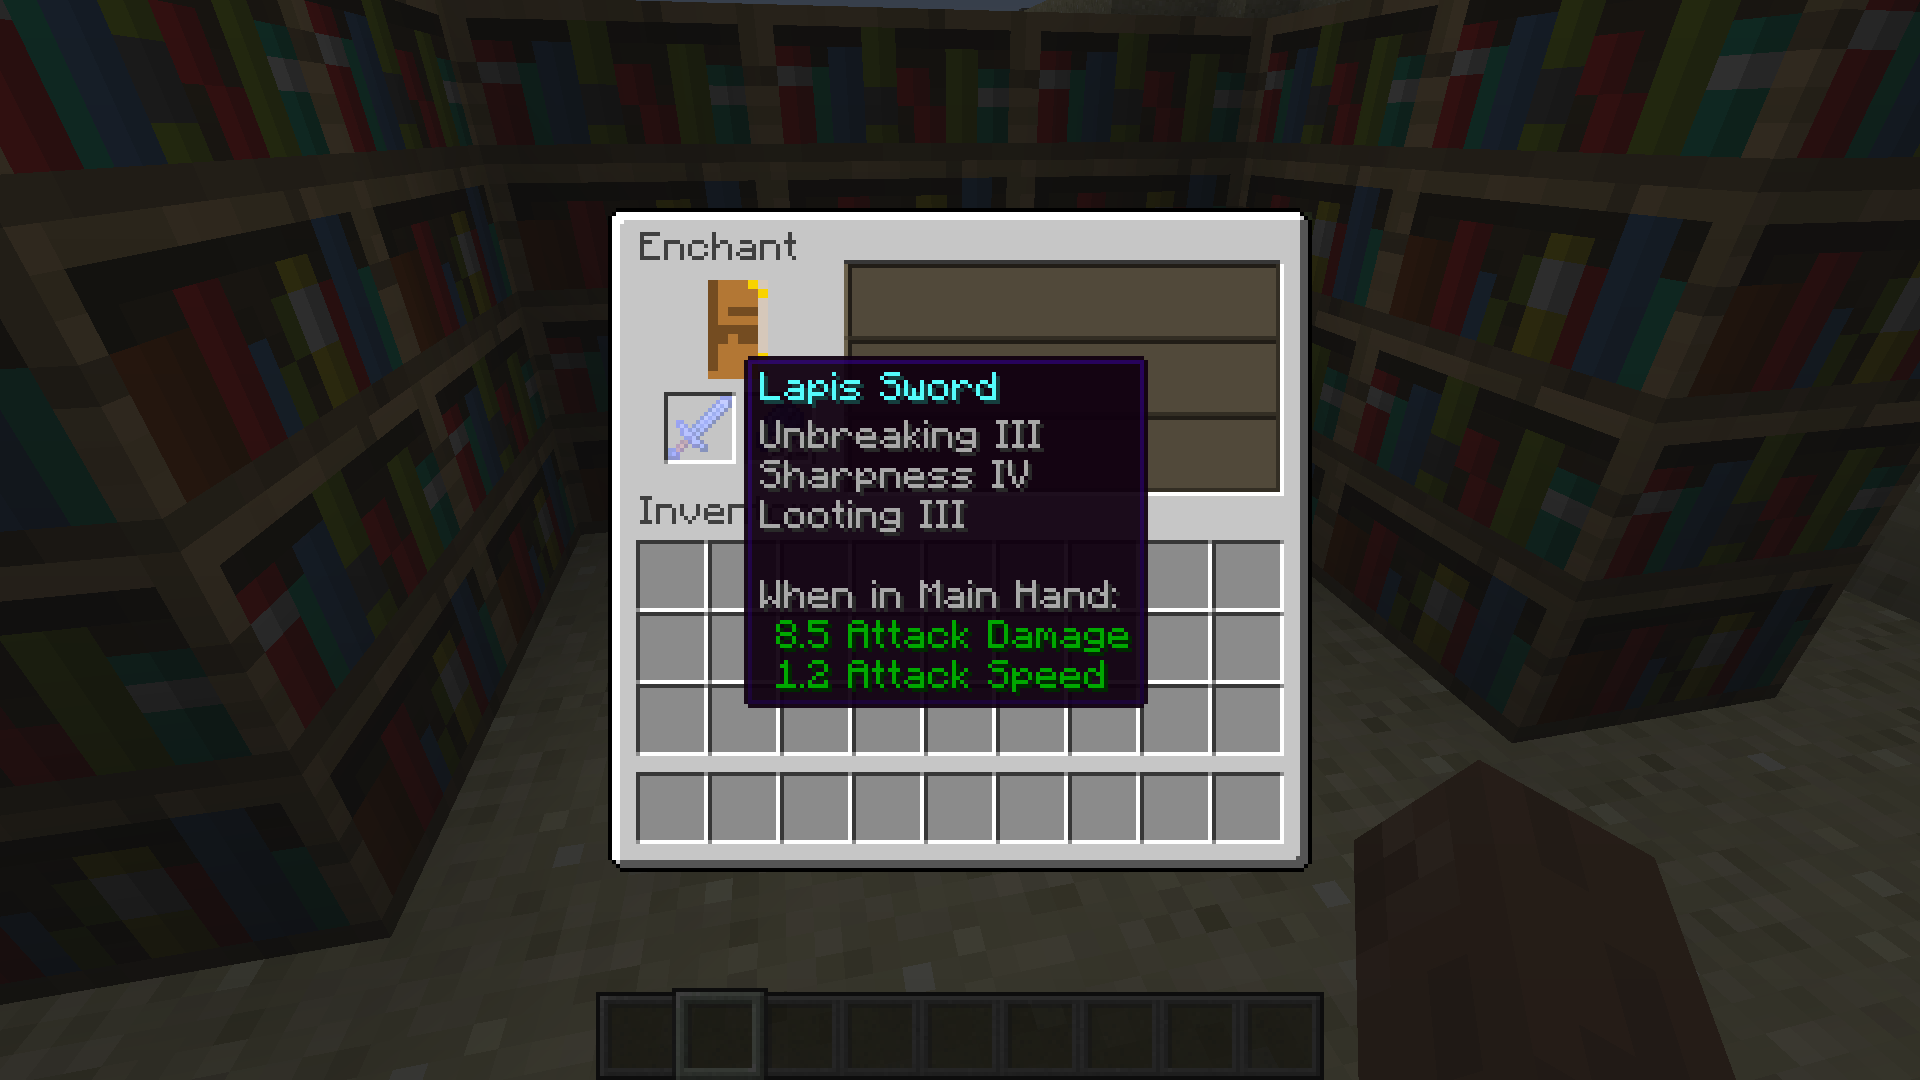 Enchant
Lapis Sword
Unbreaking III
Sharpness IV
Looting III
Inven
When in Main Hand:
8.5 Attack Damage
1.2 Attack Speed